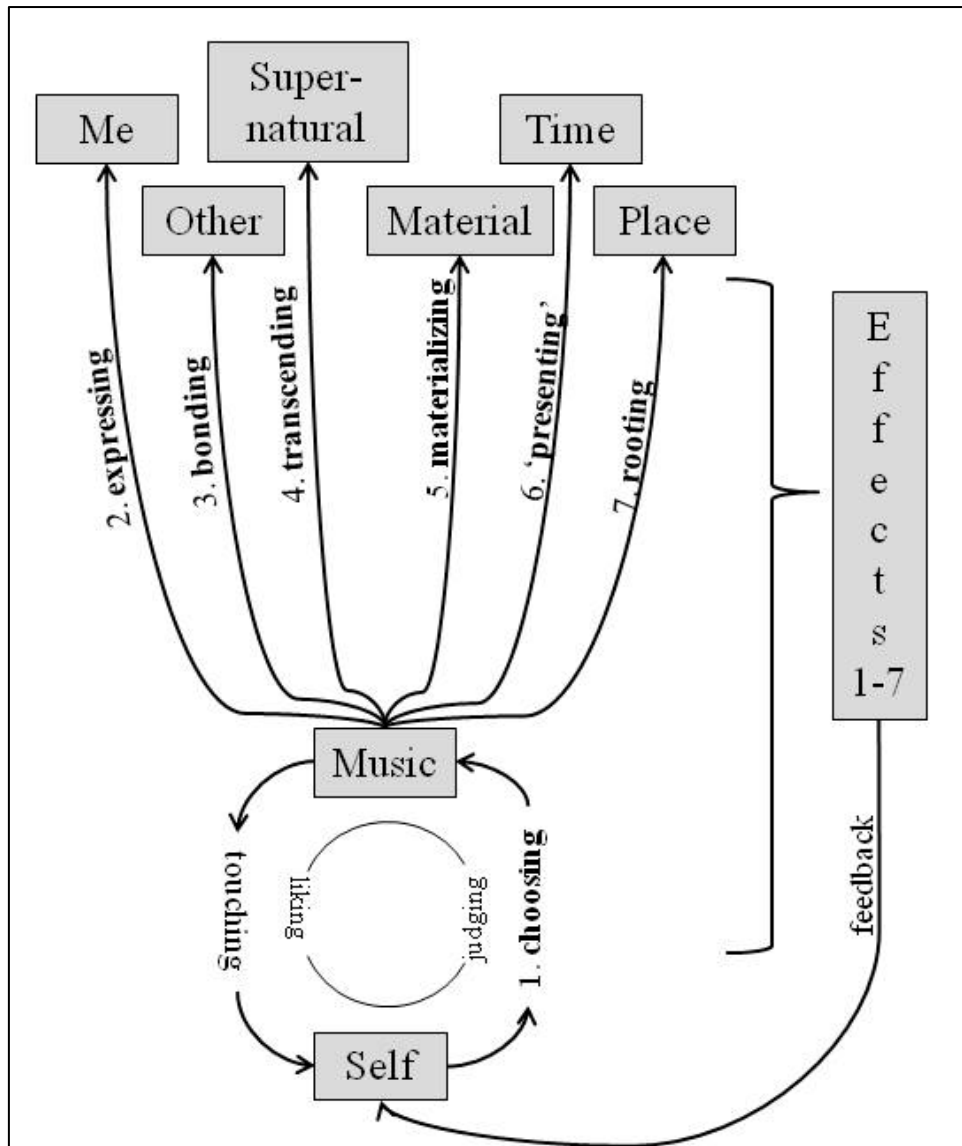 Super-
natural
Me
Time
Other
Material
Place
2. expressing
3. bonding
4. transcending
5. materializing
6. ‘presenting’
7. rooting
E
f
f
e
c
t
s
1-7
Music
touching
liking
judging
1. choosing
feedback
Self